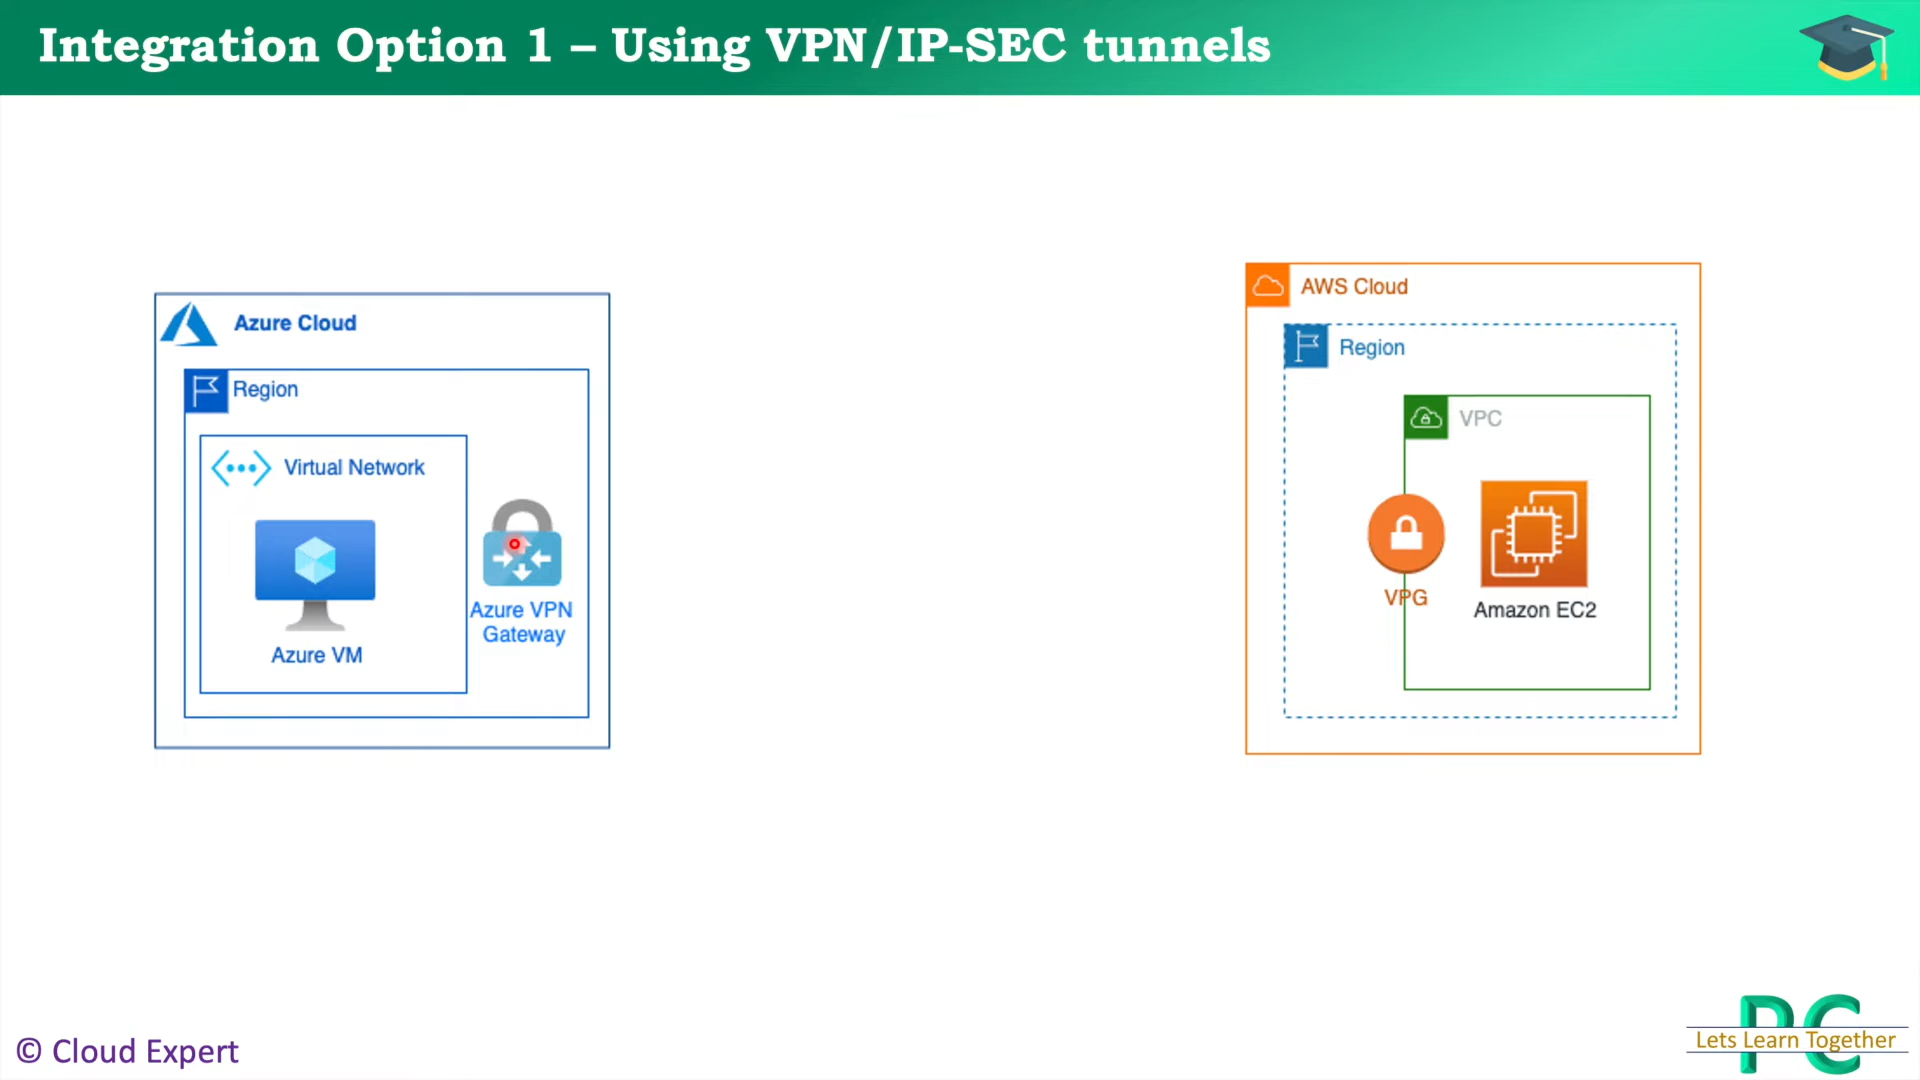 Integration Option 1 – Using VPN/IP-SEC tunnels
Azure Cloud
Region
Virtual Network
Azure VM
Azure VPN
Gateway
AWS Cloud
Region
VPC
VPG
Amazon EC2
© Cloud Expert
PC
Lets Learn Together